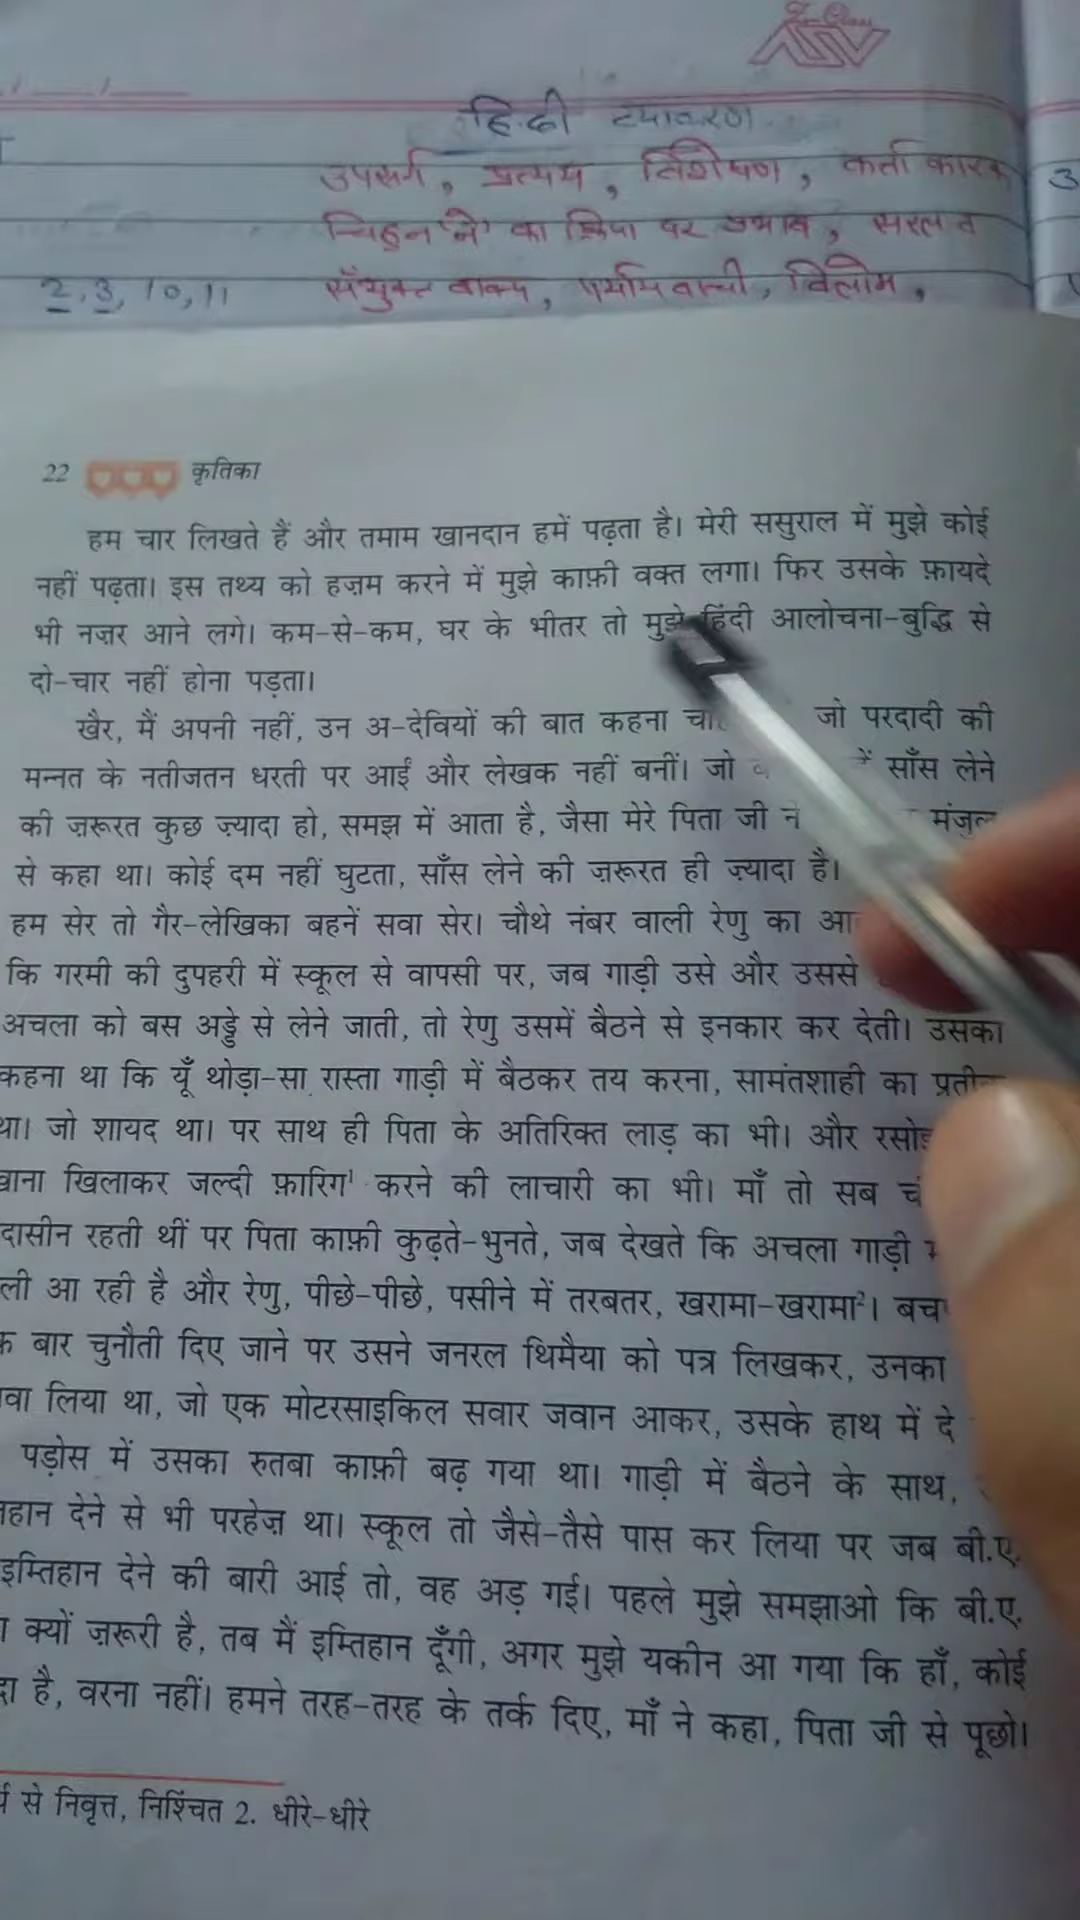 हिन्दी व्याकरण
उपसर्ग, प्रत्यय, विशेषण, कर्ता कारक
चिहन 'ने' का क्रिया पर प्रभाव, सरल व
2, 3, 10, 11 संयुक्त वाक्य, पर्यायवाची, विलोम,
22 कृतिका
हम चार लिखते हैं और तमाम खानदान हमें पढ़ता है। मेरी ससुराल में मुझे कोई
नहीं पढ़ता। इस तथ्य को हज़म करने में मुझे काफ़ी वक्त लगा। फिर उसके फ़ायदे
भी नज़र आने लगे। कम-से-कम, घर के भीतर तो मुझे हिंदी आलोचना-बुद्धि से
दो-चार नहीं होना पड़ता।
खैर, मैं अपनी नहीं, उन अ-देवियों की बात कहना जो परदादी की
मन्नत के नतीजतन धरती पर आईं और लेखक नहीं बनीं। जो साँस लेने
की ज़रूरत कुछ ज़्यादा हो, समझ में आता है, जैसा मेरे पिता जी मंजुल
से कहा था। कोई दम नहीं घुटता, साँस लेने की ज़रूरत ही ज़्यादा है।
हम सेर तो गैर-लेखिका बहनें सवा सेर। चौथे नंबर वाली रेणु का
कि गरमी की दुपहरी में स्कूल से वापसी पर, जब गाड़ी उसे और उससे
अचला को बस अड्डे से लेने जाती, तो रेणु उसमें बैठने से इनकार कर देती। उसका
कहना था कि यूँ थोड़ा-सा रास्ता गाड़ी में बैठकर तय करना, सामंतशाही का
था। जो शायद था। पर साथ ही पिता के अतिरिक्त लाड़ का भी। और
खाना खिलाकर जल्दी फ़ारिग¹ करने की लाचारी का भी। माँ तो सब
दासीन रहती थीं पर पिता काफ़ी कुढ़ते-भुनते, जब देखते कि अचला गाड़ी
ली आ रही है और रेणु, पीछे-पीछे, पसीने में तरबतर, खरामा-खरामा²।
क बार चुनौती दिए जाने पर उसने जनरल थिमैया को पत्र लिखकर, उनका
वा लिया था, जो एक मोटरसाइकिल सवार जवान आकर, उसके हाथ में दे
पड़ोस में उसका रुतबा काफ़ी बढ़ गया था। गाड़ी में बैठने के साथ,
हान देने से भी परहेज़ था। स्कूल तो जैसे-तैसे पास कर लिया पर जब बी.ए.
इम्तिहान देने की बारी आई तो, वह अड़ गई। पहले मुझे समझाओ कि बी.ए.
क्यों ज़रूरी है, तब मैं इम्तिहान दूँगी, अगर मुझे यकीन आ गया कि हाँ, कोई
दा है, वरना नहीं। हमने तरह-तरह के तर्क दिए, माँ ने कहा, पिता जी से पूछो।
से निवृत्त, निश्चिंत 2. धीरे-धीरे